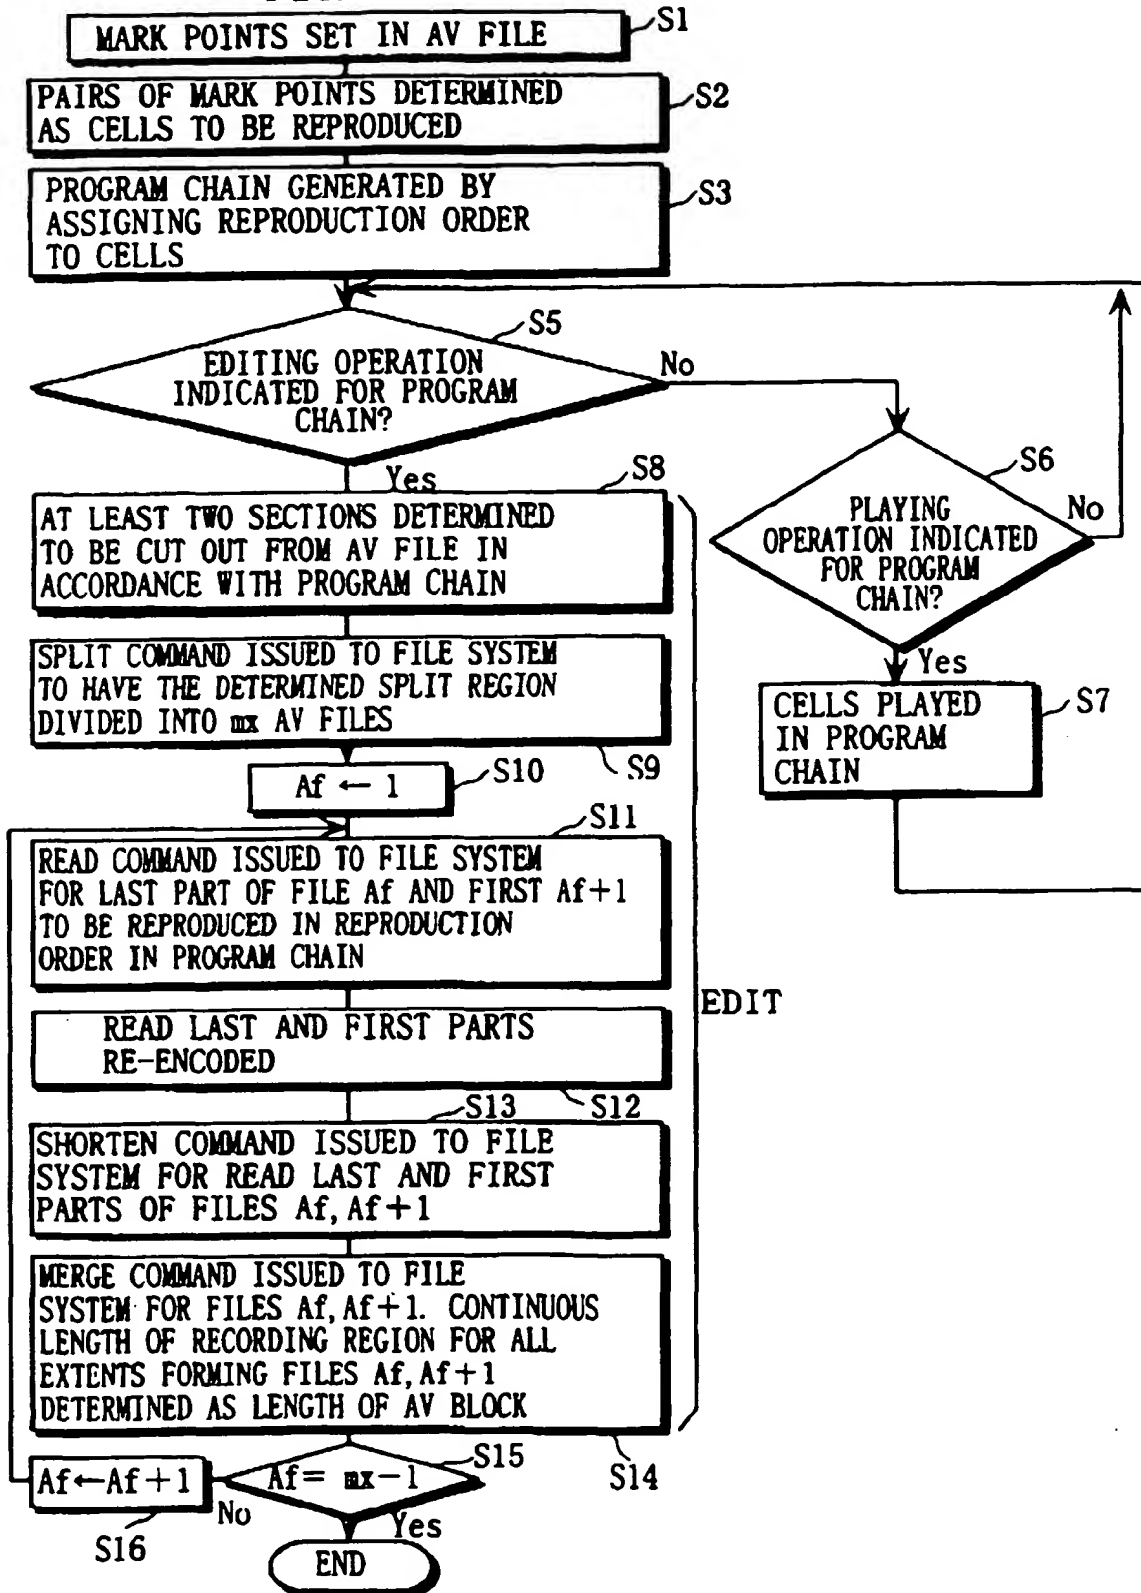 S1
MARK POINTS SET IN AV FILE
S2
PAIRS OF MARK POINTS DETERMINED
AS CELLS TO BE REPRODUCED
S3
PROGRAM CHAIN GENERATED BY
ASSIGNING REPRODUCTION ORDER
TO CELLS
S5
EDITING OPERATION
INDICATED FOR PROGRAM
CHAIN?
No
Yes
S6
PLAYING
OPERATION INDICATED
FOR PROGRAM
CHAIN?
No
Yes
S7
CELLS PLAYED
IN PROGRAM
CHAIN
S8
AT LEAST TWO SECTIONS DETERMINED
TO BE CUT OUT FROM AV FILE IN
ACCORDANCE WITH PROGRAM CHAIN
SPLIT COMMAND ISSUED TO FILE SYSTEM
TO HAVE THE DETERMINED SPLIT REGION
DIVIDED INTO mx AV FILES
S9
S10
Af ← 1
S11
READ COMMAND ISSUED TO FILE SYSTEM
FOR LAST PART OF FILE Af AND FIRST Af+1
TO BE REPRODUCED IN REPRODUCTION
ORDER IN PROGRAM CHAIN
EDIT
READ LAST AND FIRST PARTS
RE-ENCODED
S12
S13
SHORTEN COMMAND ISSUED TO FILE
SYSTEM FOR READ LAST AND FIRST
PARTS OF FILES Af, Af+1
MERGE COMMAND ISSUED TO FILE
SYSTEM FOR FILES Af, Af+1. CONTINUOUS
LENGTH OF RECORDING REGION FOR ALL
EXTENTS FORMING FILES Af, Af+1
DETERMINED AS LENGTH OF AV BLOCK
S14
S15
Af= mx-1
No
Yes
Af←Af+1
S16
END